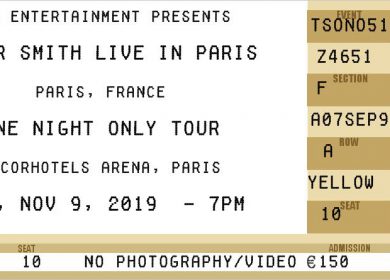 ENTERTAINMENT PRESENTS
R SMITH LIVE IN PARIS
PARIS, FRANCE
NE NIGHT ONLY TOUR
CORHOTELS ARENA, PARIS
, NOV 9, 2019 - 7PM
SEAT
10 NO PHOTOGRAPHY/VIDEO
ADMISSION
€150
EVENT
TSONO51
Z4651
SECTION
F
A07SEP9
ROW
A
YELLOW
SEAT
10